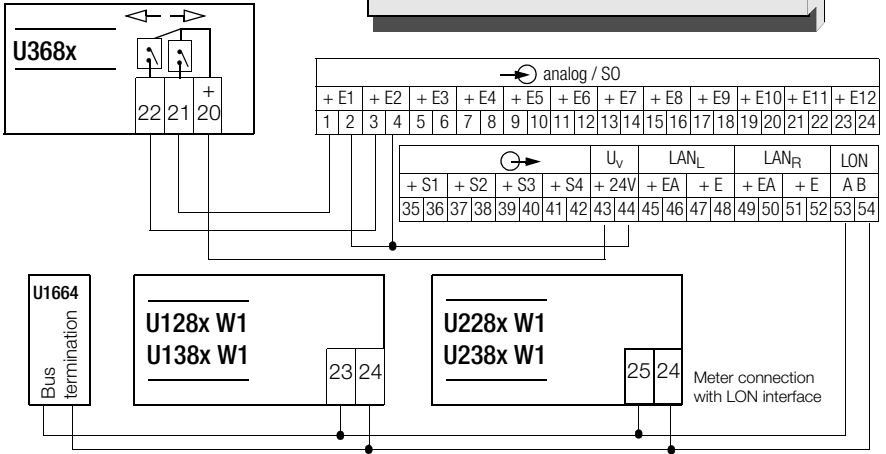 U368x
+
22 21 20
analog / SO
+ E1 + E2 + E3 + E4 + E5 + E6 + E7 + E8 + E9 + E10 + E11 + E12
1 2 3 4 5 6 7 8 9 10 11 12 13 14 15 16 17 18 19 20 21 22 23 24
Uv LANL LANR LON
+ S1 + S2 + S3 + S4 + 24V + EA + E + EA + E A B
35 36 37 38 39 40 41 42 43 44 45 46 47 48 49 50 51 52 53 54
U1664
Bus
termination
U128x W1
U138x W1
23 24
U228x W1
U238x W1
25 24
Meter connection
with LON interface